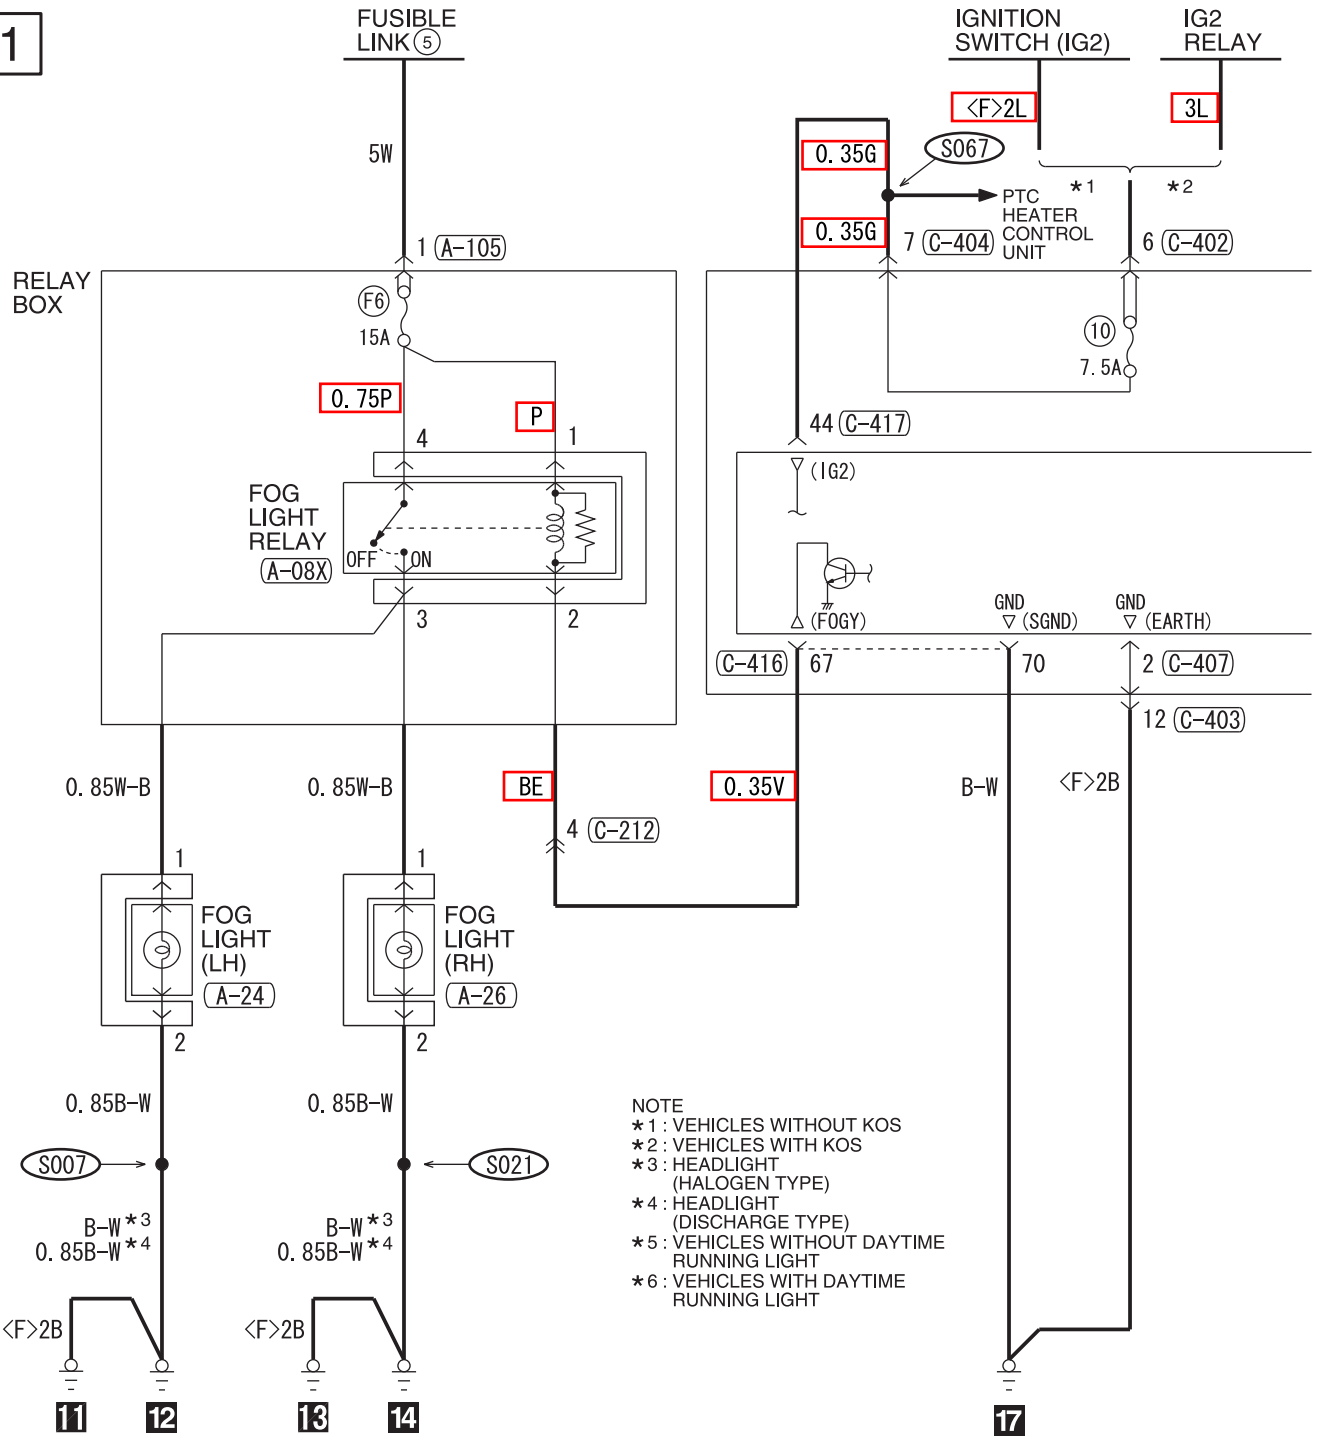 1
FUSIBLE
LINK 5
IGNITION
SWITCH (IG2)
IG2
RELAY
<F>2L
3L
5W
0.35G
S067
*1
*2
PTC
HEATER
CONTROL
UNIT
0.35G
7 C-404
6 C-402
1 A-105
RELAY
BOX
F6
15A
10
7.5A
0.75P
P
4
1
44 C-417
(IG2)
FOG
LIGHT
RELAY
A-08X
OFF
ON
3
2
(FOGY)
GND
(SGND)
GND
(EARTH)
C-416 67
70
2 C-407
12 C-403
0.85W-B
0.85W-B
BE
0.35V
B-W
<F>2B
4 C-212
1
1
FOG
LIGHT
(LH)
A-24
FOG
LIGHT
(RH)
A-26
2
2
0.85B-W
0.85B-W
S007
S021
B-W*3
0.85B-W*4
B-W*3
0.85B-W*4
<F>2B
<F>2B
NOTE
*1 : VEHICLES WITHOUT KOS
*2 : VEHICLES WITH KOS
*3 : HEADLIGHT
(HALOGEN TYPE)
*4 : HEADLIGHT
(DISCHARGE TYPE)
*5 : VEHICLES WITHOUT DAYTIME
RUNNING LIGHT
*6 : VEHICLES WITH DAYTIME
RUNNING LIGHT
11
12
13
14
17